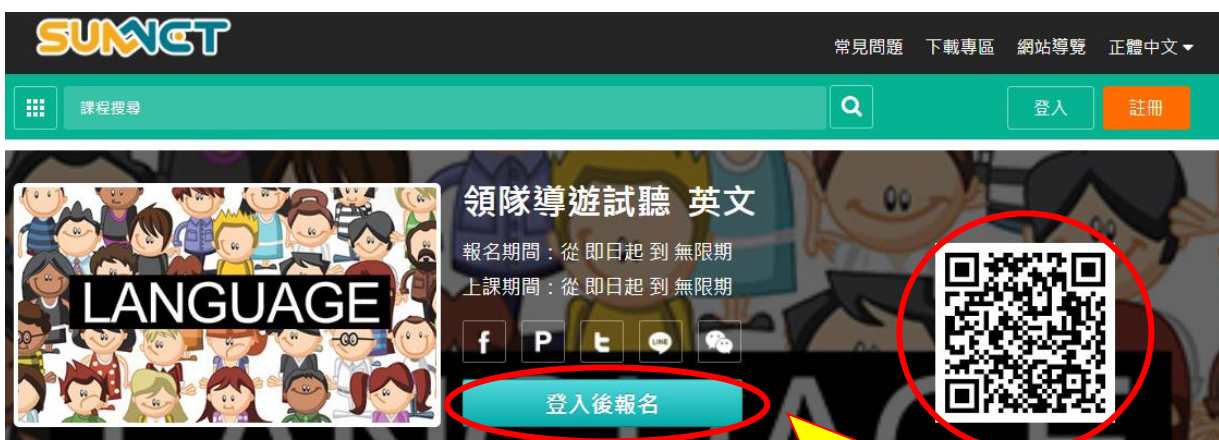 SUNNET
常見問題 下載專區 網站導覽 正體中文
課程搜尋
登入 註冊
LANGUAGE
領隊導遊試聽 英文
報名期間：從 即日起 到 無限期
上課期間：從 即日起 到 無限期
f P t LINE
登入後報名